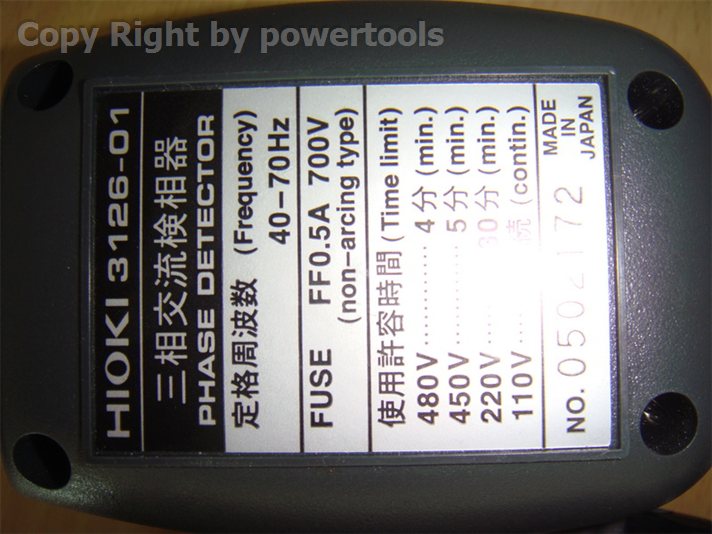 Copy Right by powertools
HIOKI 3126-01
三相交流検相器
PHASE DETECTOR
定格周波数 (Frequency)
40-70Hz
FUSE FF0.5A 700V
(non-arcing type)
使用許容時間 (Time limit)
480V ............ 4分 (min.)
450V ............ 5分 (min.)
220V ..... 30分 (min.)
110V .... 続 (contin.)
NO. 0502172
MADE
IN
JAPAN